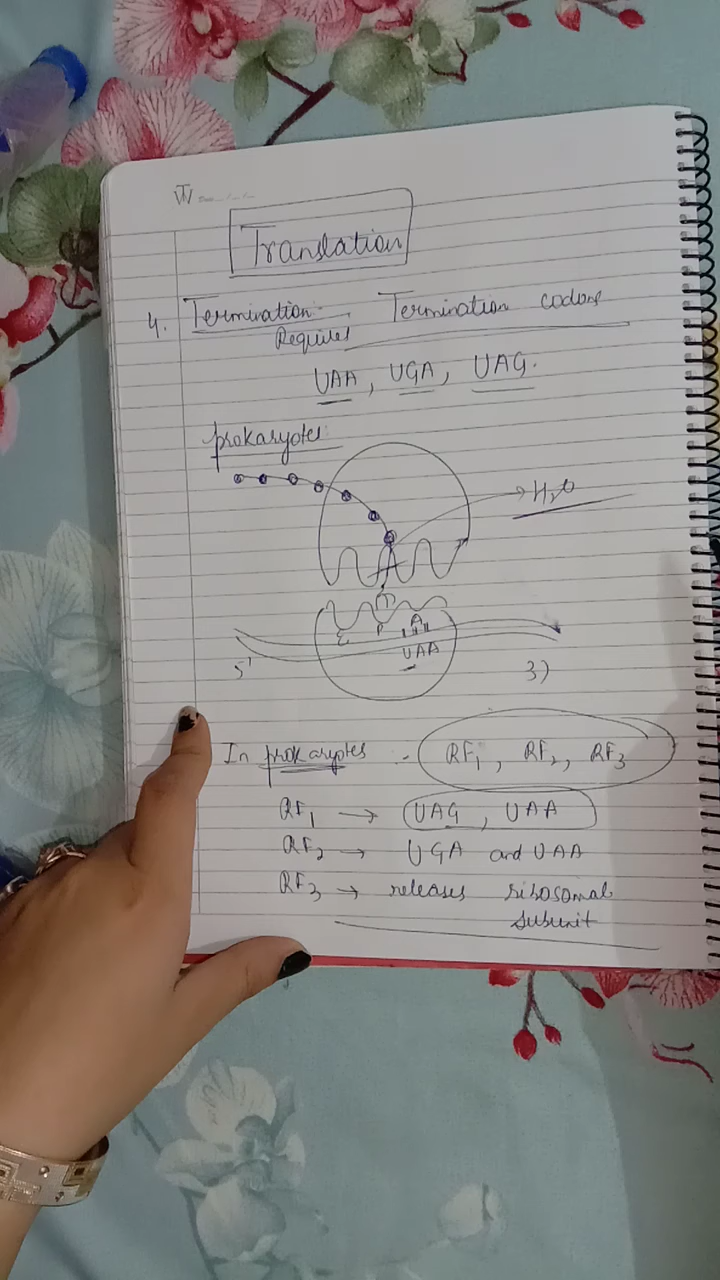 Translation
4. Termination:- Requires Termination codons
UAA, UGA, UAG.
prokaryotes:
H₂O
E P A
UAA
5' 3)
In prokaryotes :- RF₁, RF₂, RF₃
RF₁ → UAG, UAA
RF₂ → UGA and UAA
RF₃ → releases ribosomal
subunit